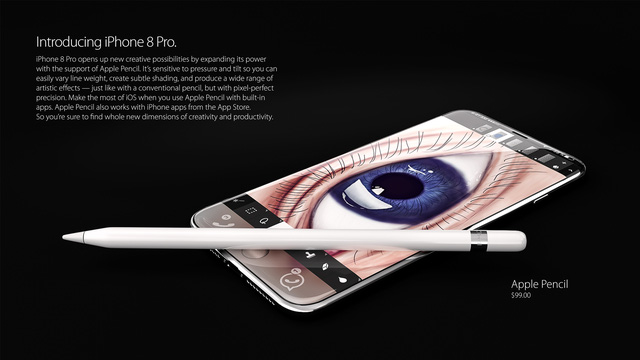 Introducing iPhone 8 Pro.
iPhone 8 Pro opens up new creative possibilities by expanding its power
with the support of Apple Pencil. It's sensitive to pressure and tilt so you can
easily vary line weight, create subtle shading, and produce a wide range of
artistic effects — just like with a conventional pencil, but with pixel-perfect
precision. Make the most of iOS when you use Apple Pencil with built-in
apps. Apple Pencil also works with iPhone apps from the App Store.
So you're sure to find whole new dimensions of creativity and productivity.
Apple Pencil
$99.00